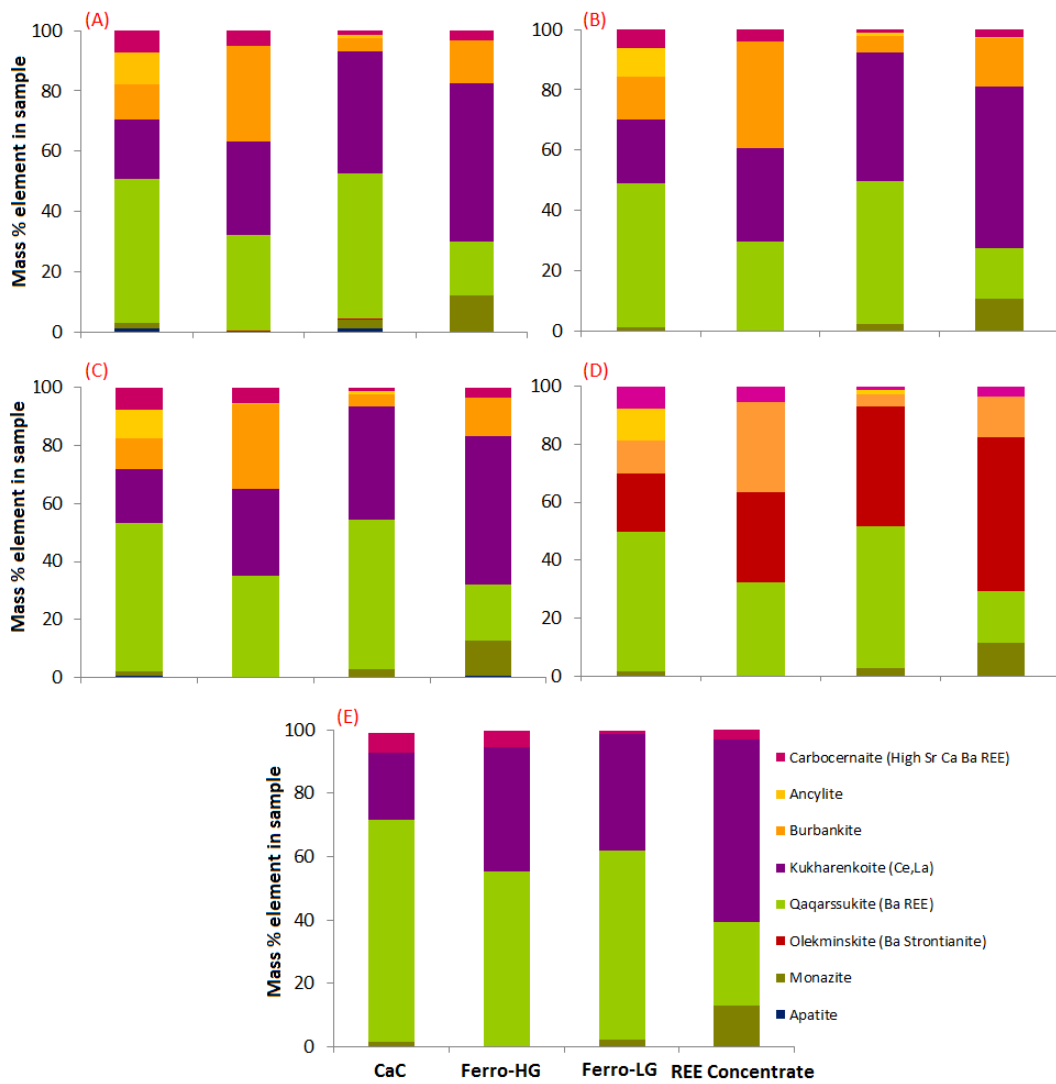 (A)
(B)
Mass % element in sample
100
80
60
40
20
0
100
80
60
40
20
0
(C)
(D)
Mass % element in sample
100
80
60
40
20
0
100
80
60
40
20
0
(E)
Mass % element in sample
100
80
60
40
20
0
CaC
Ferro-HG
Ferro-LG
REE Concentrate
Carbocernaite (High Sr Ca Ba REE)
Ancylite
Burbankite
Kukharenkoite (Ce,La)
Qaqarssukite (Ba REE)
Olekminskite (Ba Strontianite)
Monazite
Apatite